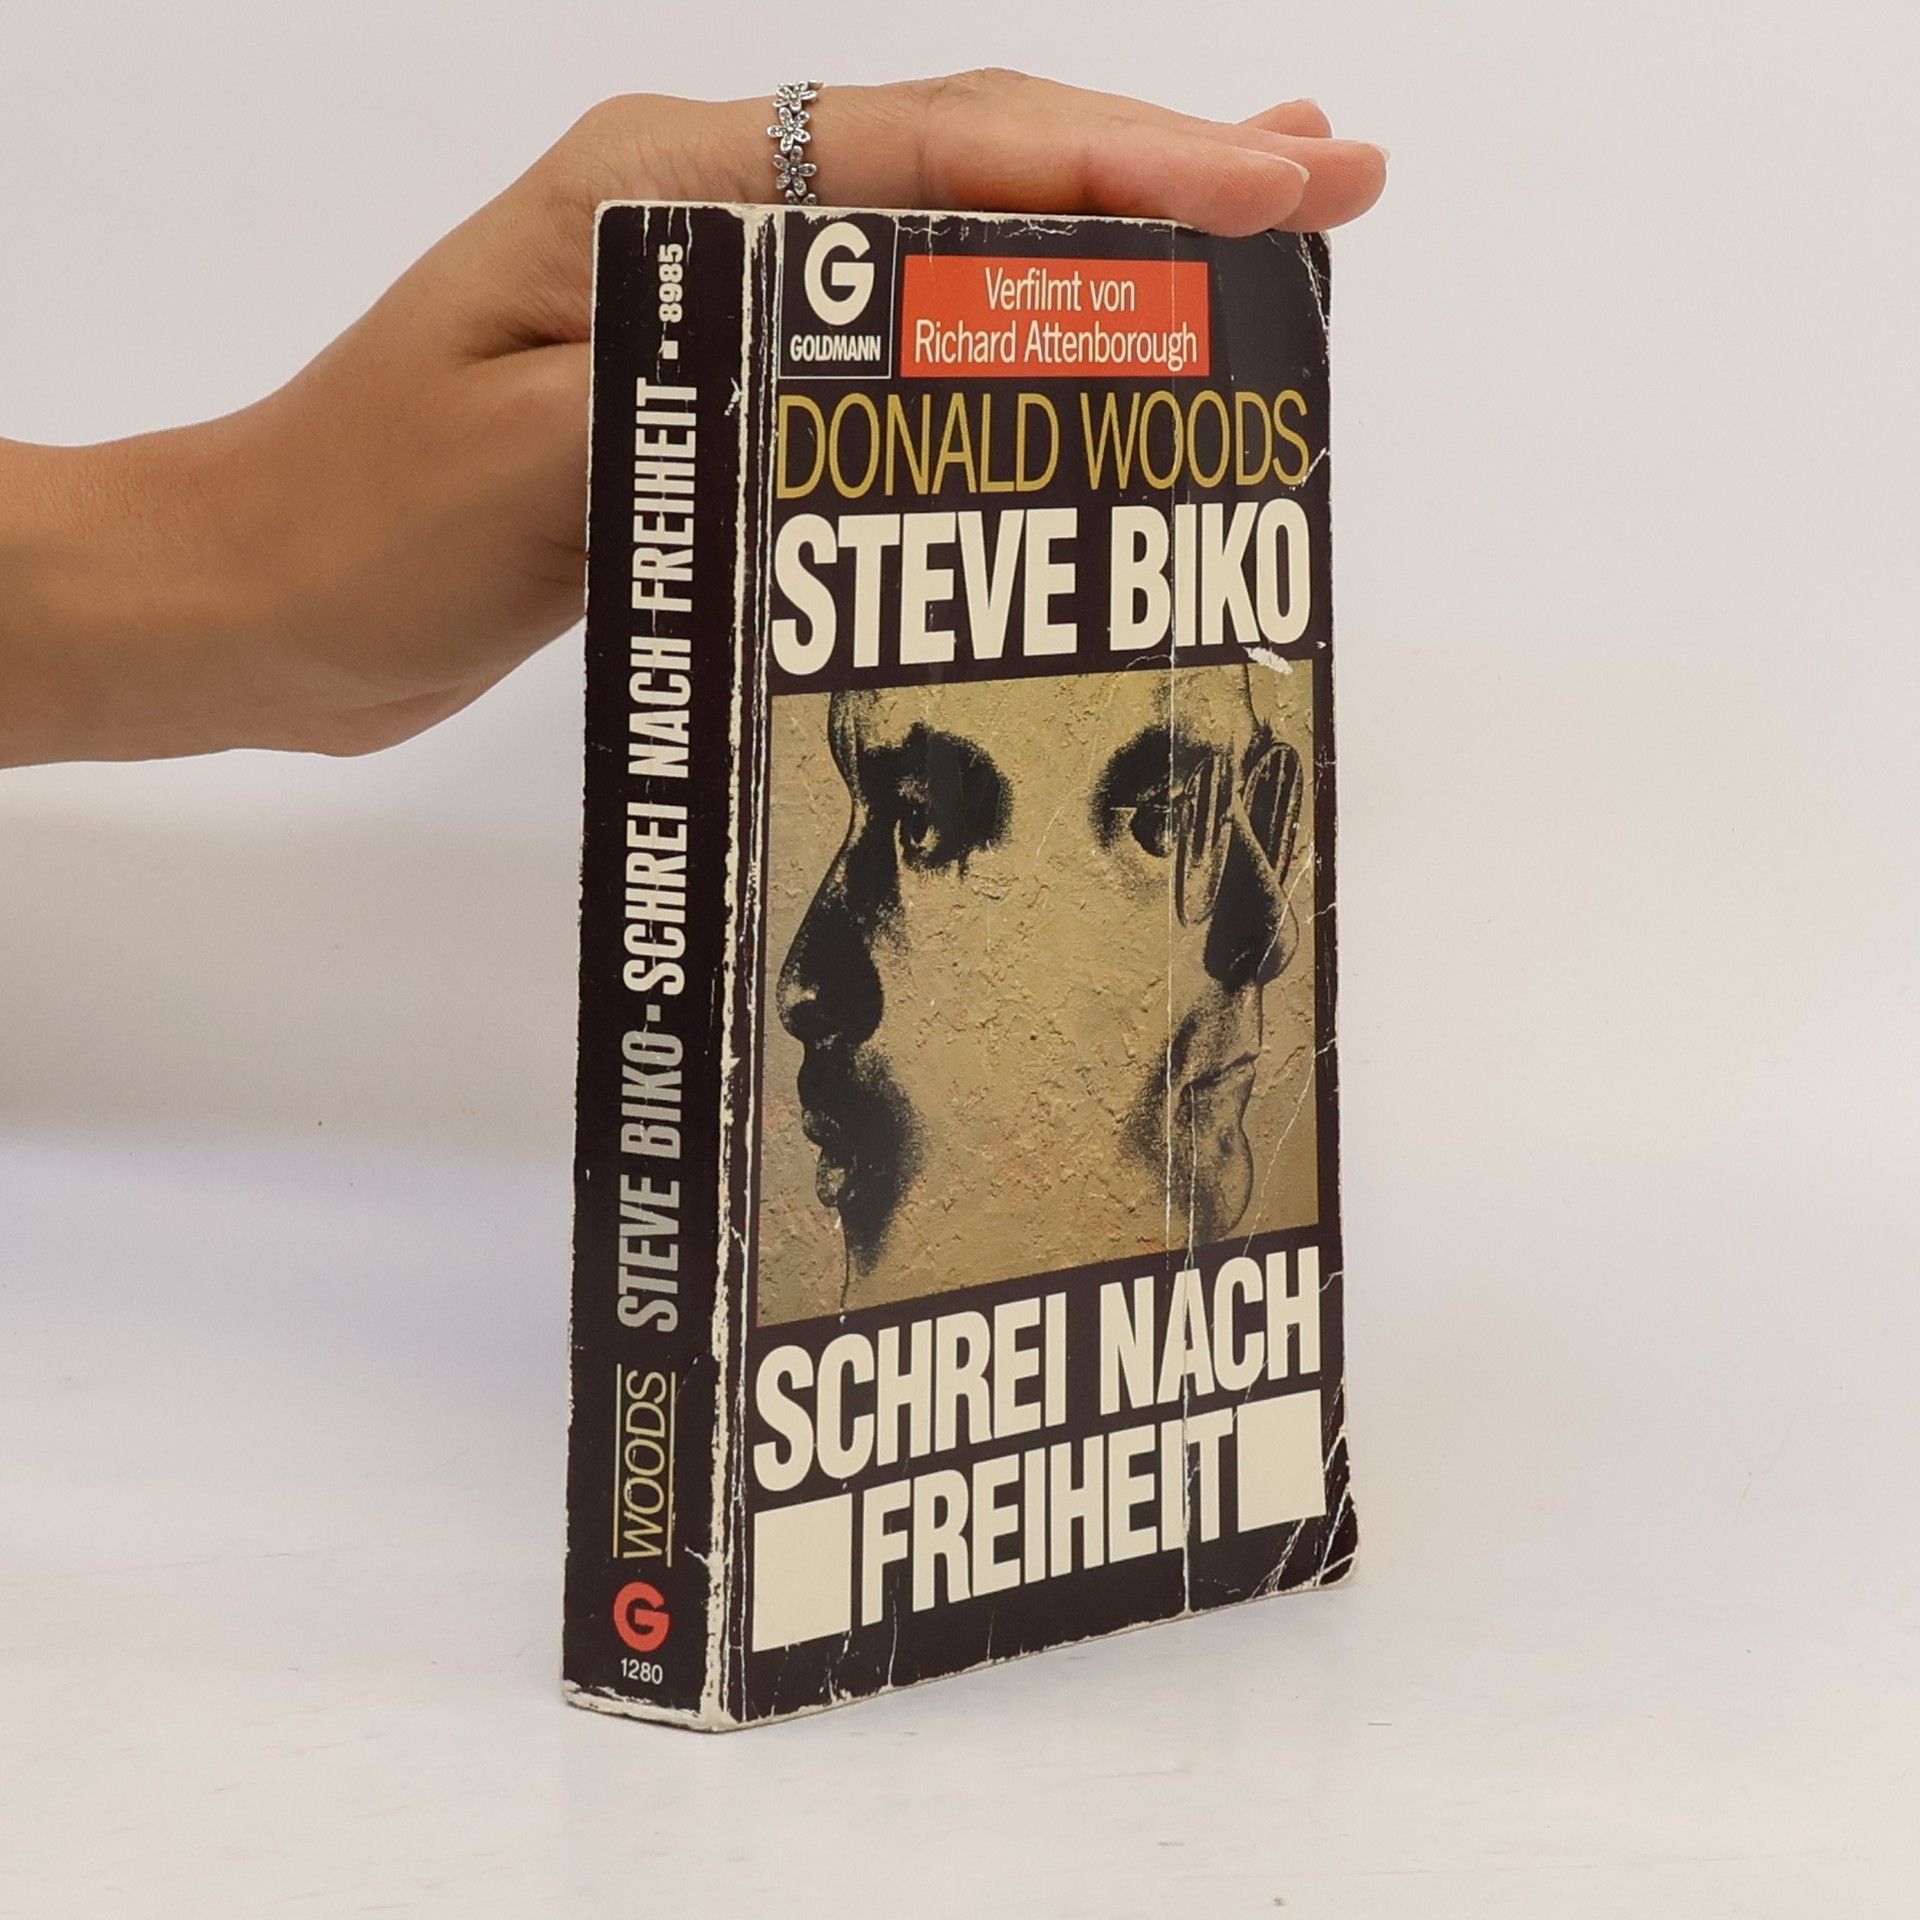 G
GOLDMANN
Verfilmt von
Richard Attenborough
DONALD WOODS
STEVE BIKO
SCHREI NACH
FREIHEIT
WOODS STEVE BIKO · SCHREI NACH FREIHEIT ▪ 8985
G
1280